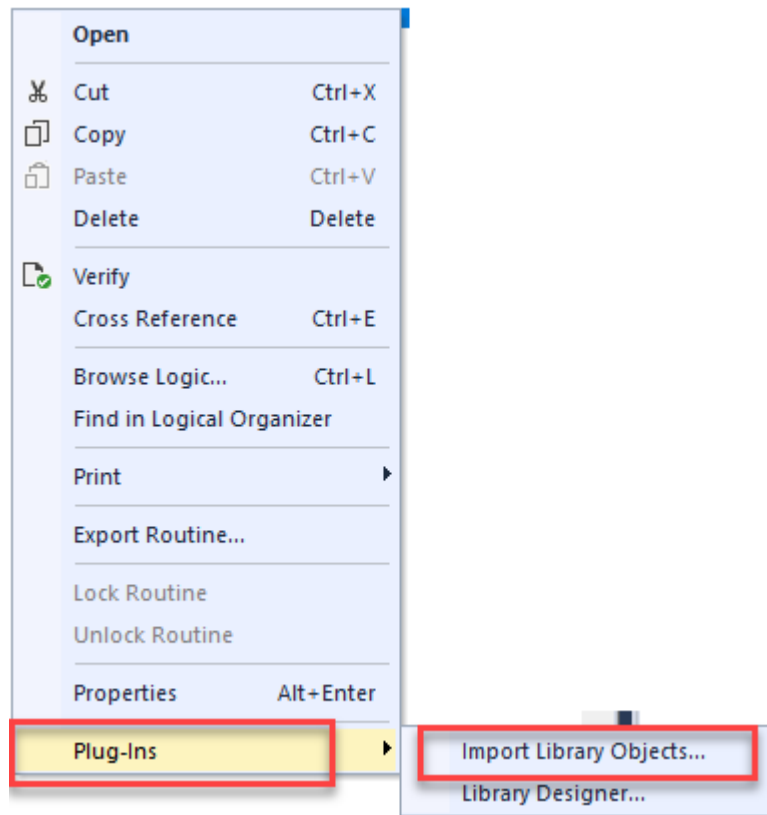 Open
Cut Ctrl+X
Copy Ctrl+C
Paste Ctrl+V
Delete Delete
Verify
Cross Reference Ctrl+E
Browse Logic... Ctrl+L
Find in Logical Organizer
Print
Export Routine...
Lock Routine
Unlock Routine
Properties Alt+Enter
Plug-Ins Import Library Objects...
Library Designer...